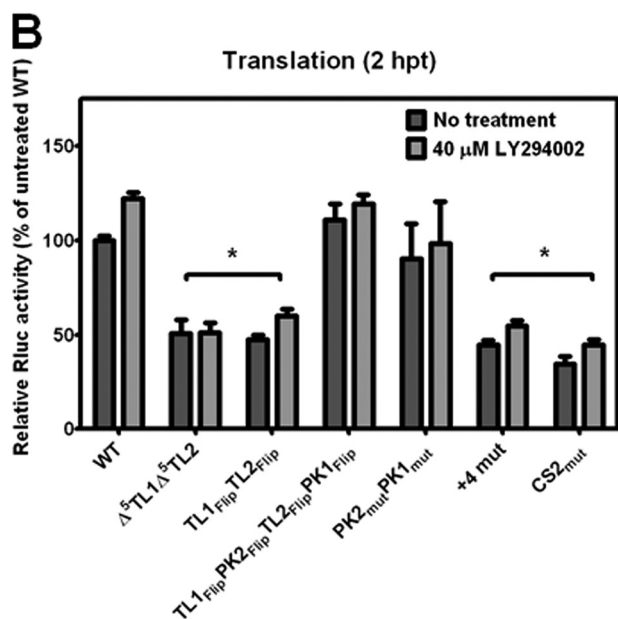 B
Translation (2 hpt)
Relative Rluc activity (% of untreated WT)
No treatment
40 μM LY294002
150
100
50
0
*
*
WT
Δ⁵TL1Δ⁵TL2
TL1FlipTL2Flip
TL1FlipPK2FlipTL2FlipPK1Flip
PK2mutPK1mut
+4 mut
CS2mut